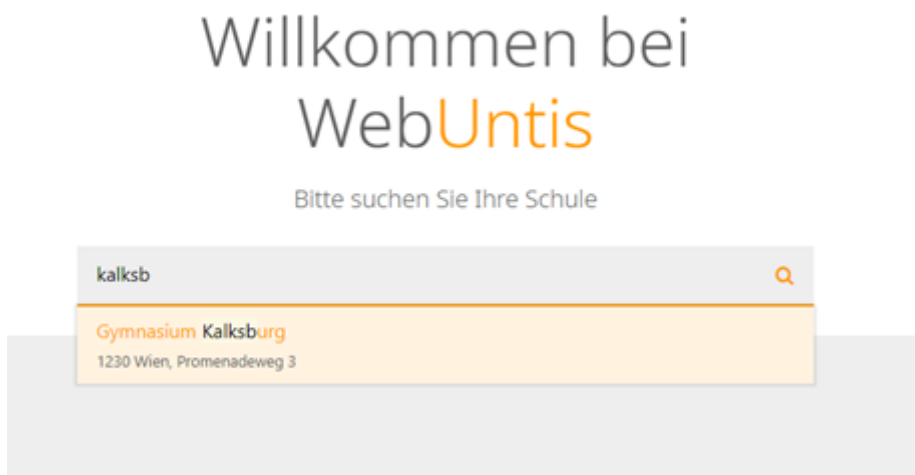 Willkommen bei
WebUntis
Bitte suchen Sie Ihre Schule
kalksb
Gymnasium Kalksburg
1230 Wien, Promenadeweg 3